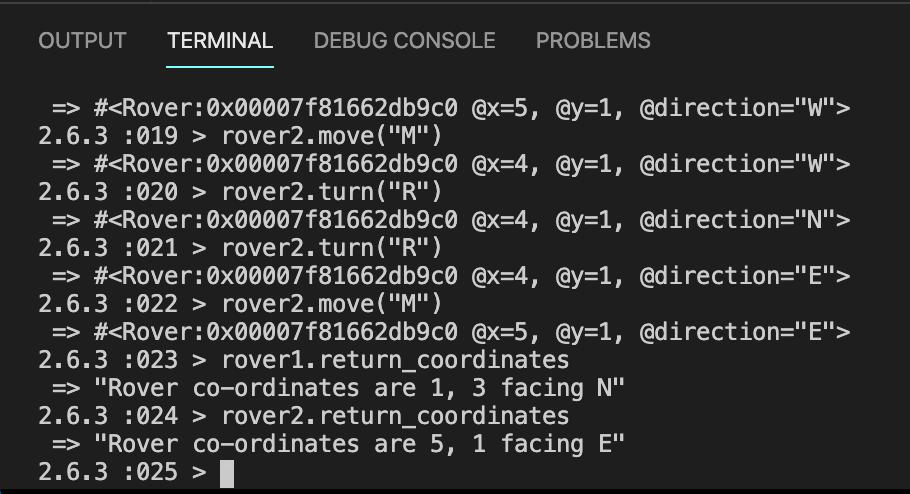 OUTPUT TERMINAL DEBUG CONSOLE PROBLEMS
=> #<Rover:0x00007f81662db9c0 @x=5, @y=1, @direction="W">
2.6.3 :019 > rover2.move("M")
=> #<Rover:0x00007f81662db9c0 @x=4, @y=1, @direction="W">
2.6.3 :020 > rover2.turn("R")
=> #<Rover:0x00007f81662db9c0 @x=4, @y=1, @direction="N">
2.6.3 :021 > rover2.turn("R")
=> #<Rover:0x00007f81662db9c0 @x=4, @y=1, @direction="E">
2.6.3 :022 > rover2.move("M")
=> #<Rover:0x00007f81662db9c0 @x=5, @y=1, @direction="E">
2.6.3 :023 > rover1.return_coordinates
=> "Rover co-ordinates are 1, 3 facing N"
2.6.3 :024 > rover2.return_coordinates
=> "Rover co-ordinates are 5, 1 facing E"
2.6.3 :025 >